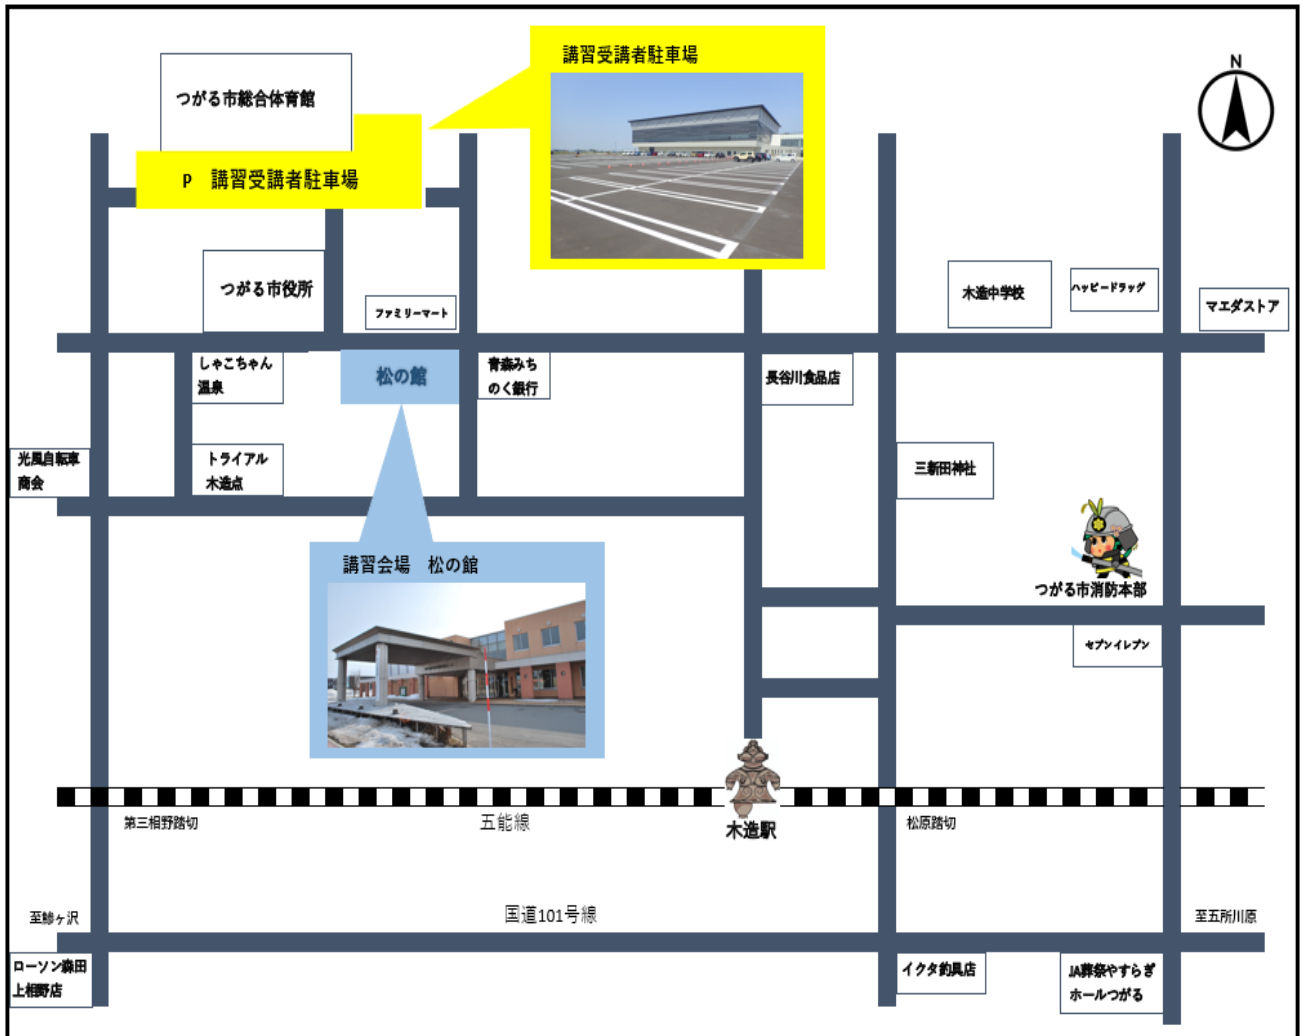 講習受講者駐車場
N
つがる市総合体育館
P 講習受講者駐車場
つがる市役所
ファミリーマート
木造中学校
ハッピードラッグ
マエダストア
しゃこちゃん
温泉
松の館
青森みち
のく銀行
長谷川食品店
光風自転車
商会
トライアル
木造点
三新田神社
講習会場 松の館
つがる市消防本部
セブンイレブン
第三相野踏切
五能線
木造駅
松原踏切
至鰺ヶ沢
国道101号線
至五所川原
ローソン森田
上相野店
イクタ釣具店
JA葬祭やすらぎ
ホールつがる